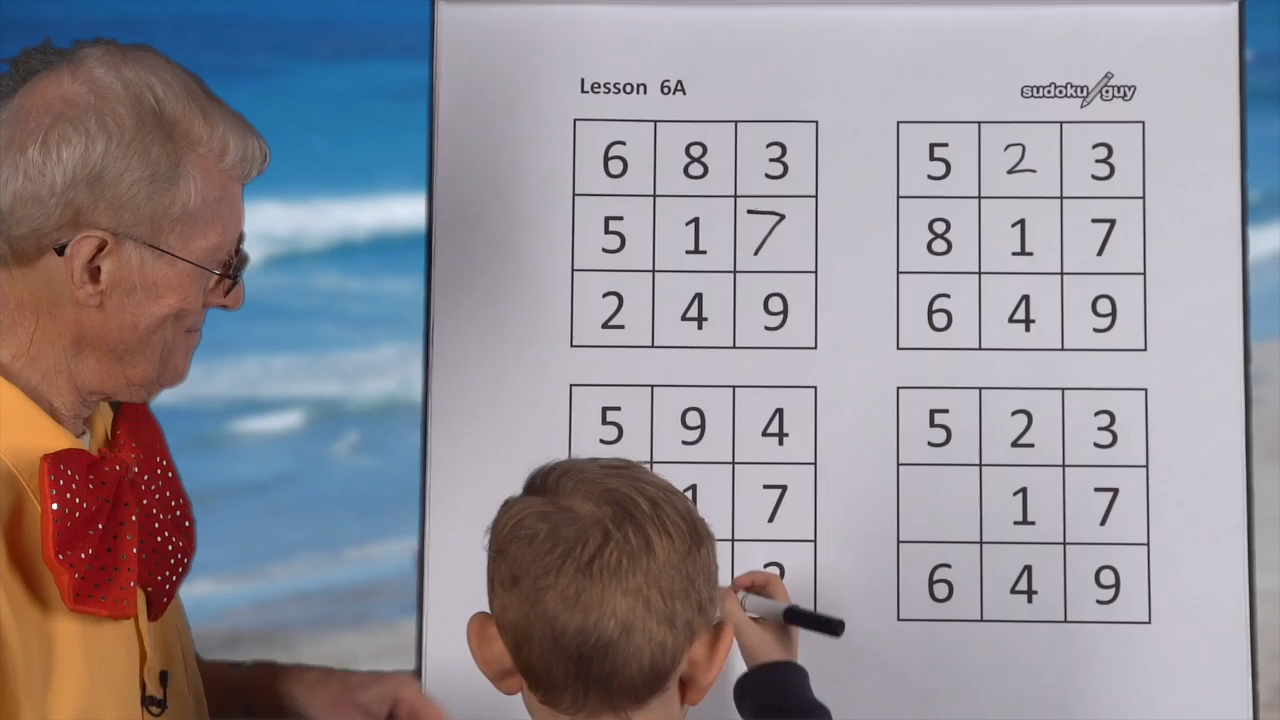 Lesson 6A
sudoku guy
6 8 3
5 1 7
2 4 9
5 2 3
8 1 7
6 4 9
5 9 4
1 7
5 2 3
1 7
6 4 9